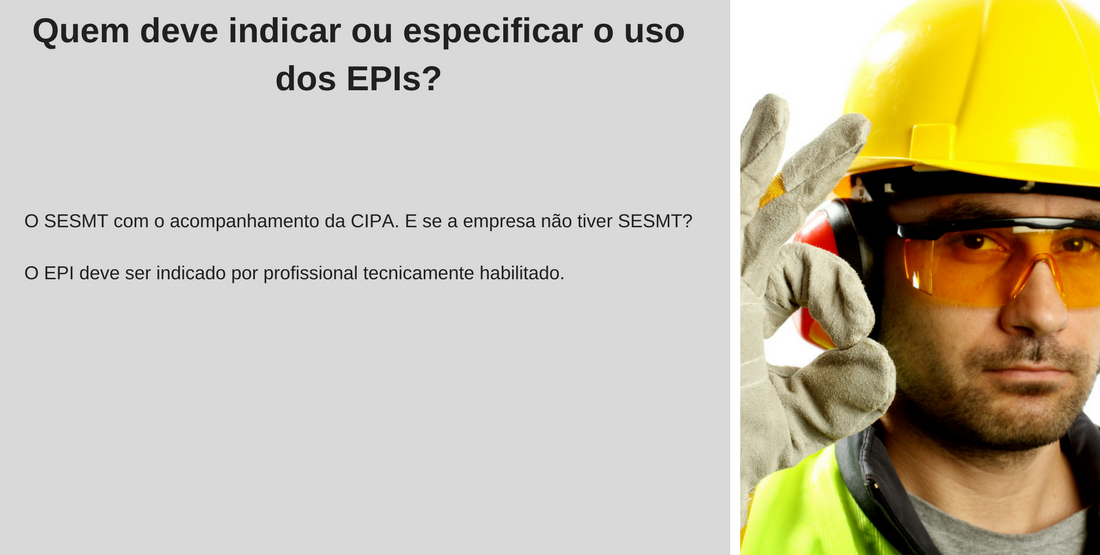 Quem deve indicar ou especificar o uso
dos EPIs?
O SESMT com o acompanhamento da CIPA. E se a empresa não tiver SESMT?
O EPI deve ser indicado por profissional tecnicamente habilitado.